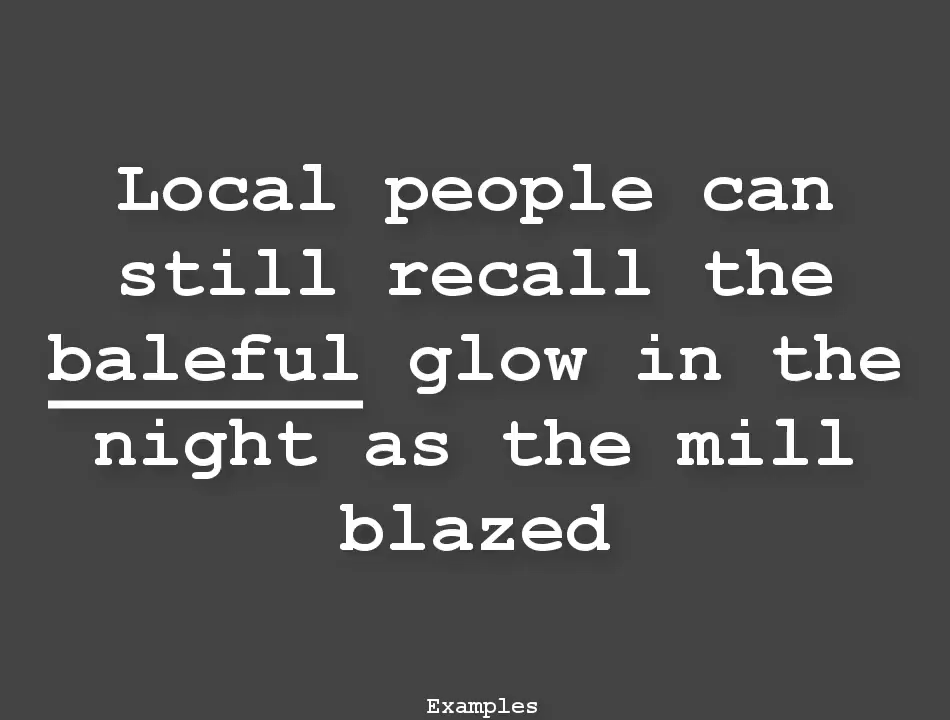 Local people can
still recall the
baleful glow in the
night as the mill
blazed
Examples